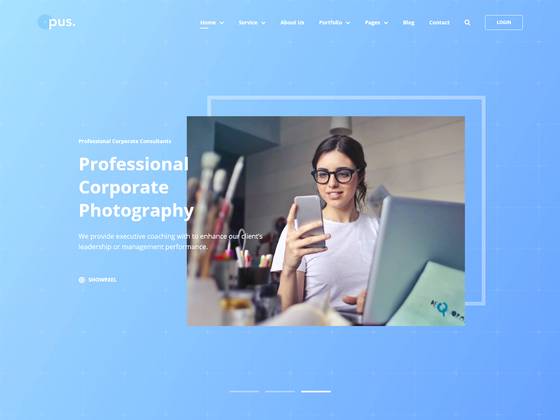 opus.
Home Service About Us Portfolio Pages Blog Contact LOGIN
Professional Corporate Consultants
Professional
Corporate
Photography
We provide executive coaching with to enhance our client's
leadership or management performance.
SHOWREEL